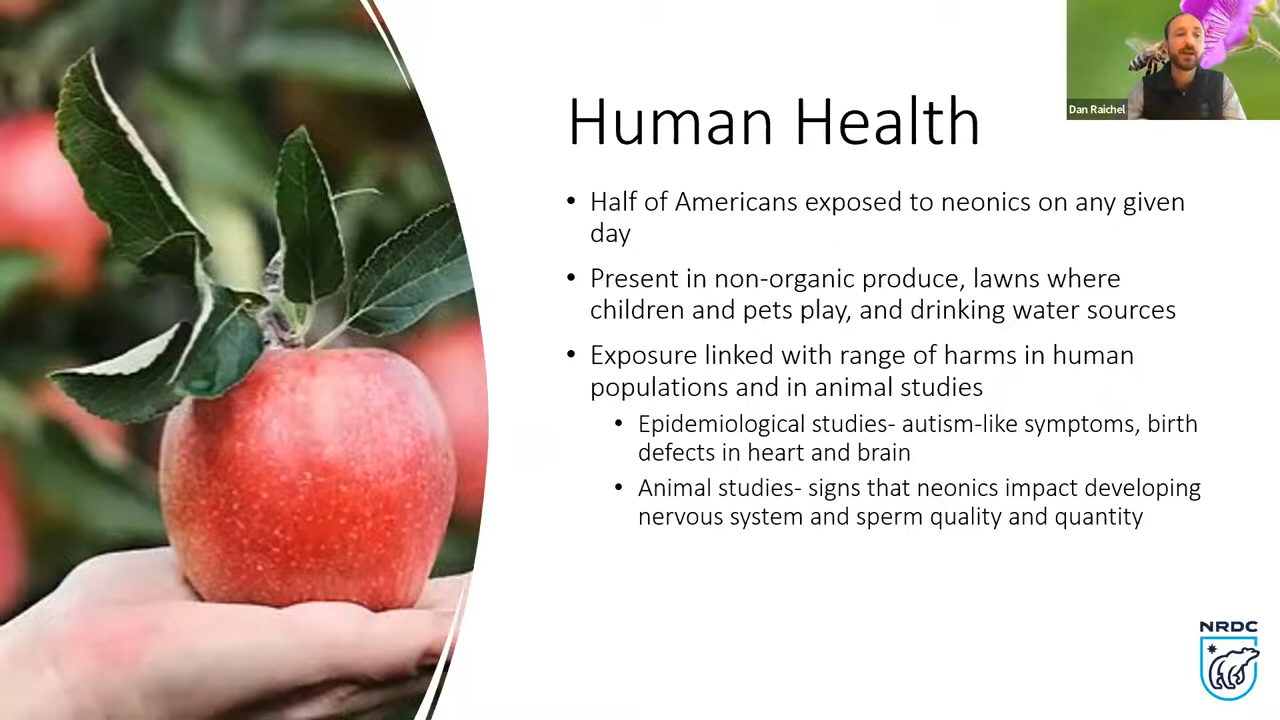 Dan Raichel
Human Health
• Half of Americans exposed to neonics on any given
day
• Present in non-organic produce, lawns where
children and pets play, and drinking water sources
• Exposure linked with range of harms in human
populations and in animal studies
• Epidemiological studies- autism-like symptoms, birth
defects in heart and brain
• Animal studies- signs that neonics impact developing
nervous system and sperm quality and quantity
NRDC